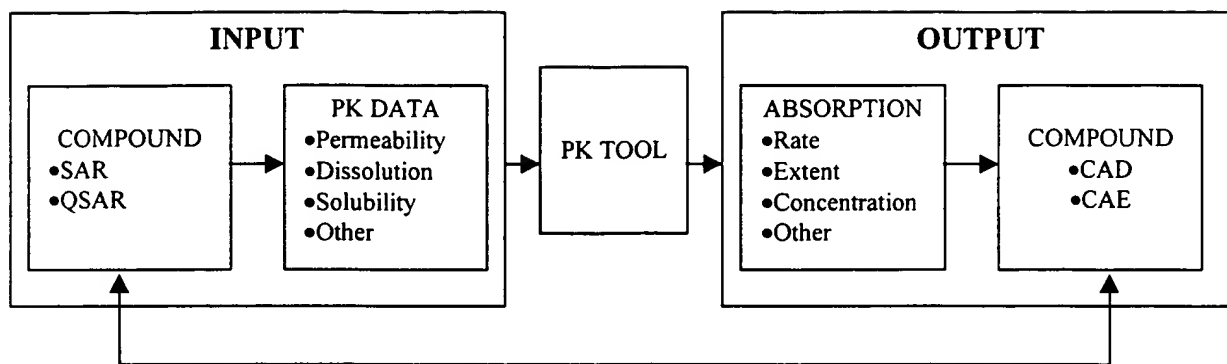 INPUT
COMPOUND
•SAR
•QSAR
PK DATA
•Permeability
•Dissolution
•Solubility
•Other
PK TOOL
OUTPUT
ABSORPTION
•Rate
•Extent
•Concentration
•Other
COMPOUND
•CAD
•CAE